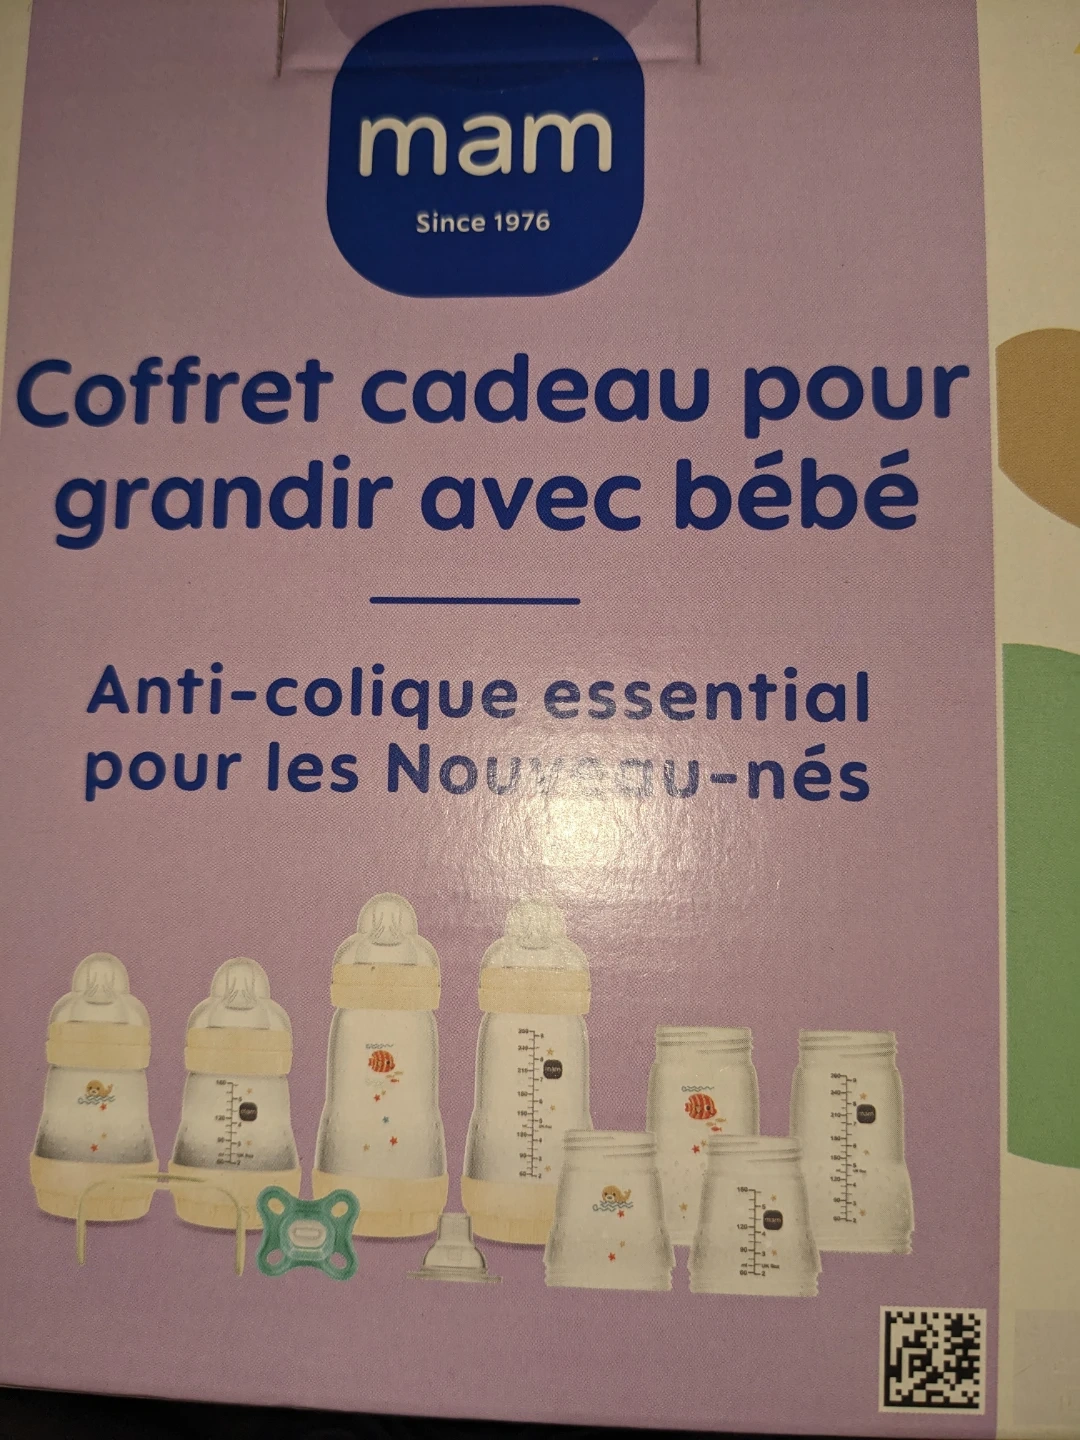 mam
Since 1976
Coffret cadeau pour
grandir avec bébé
Anti-colique essential
pour les Nouveau-nés